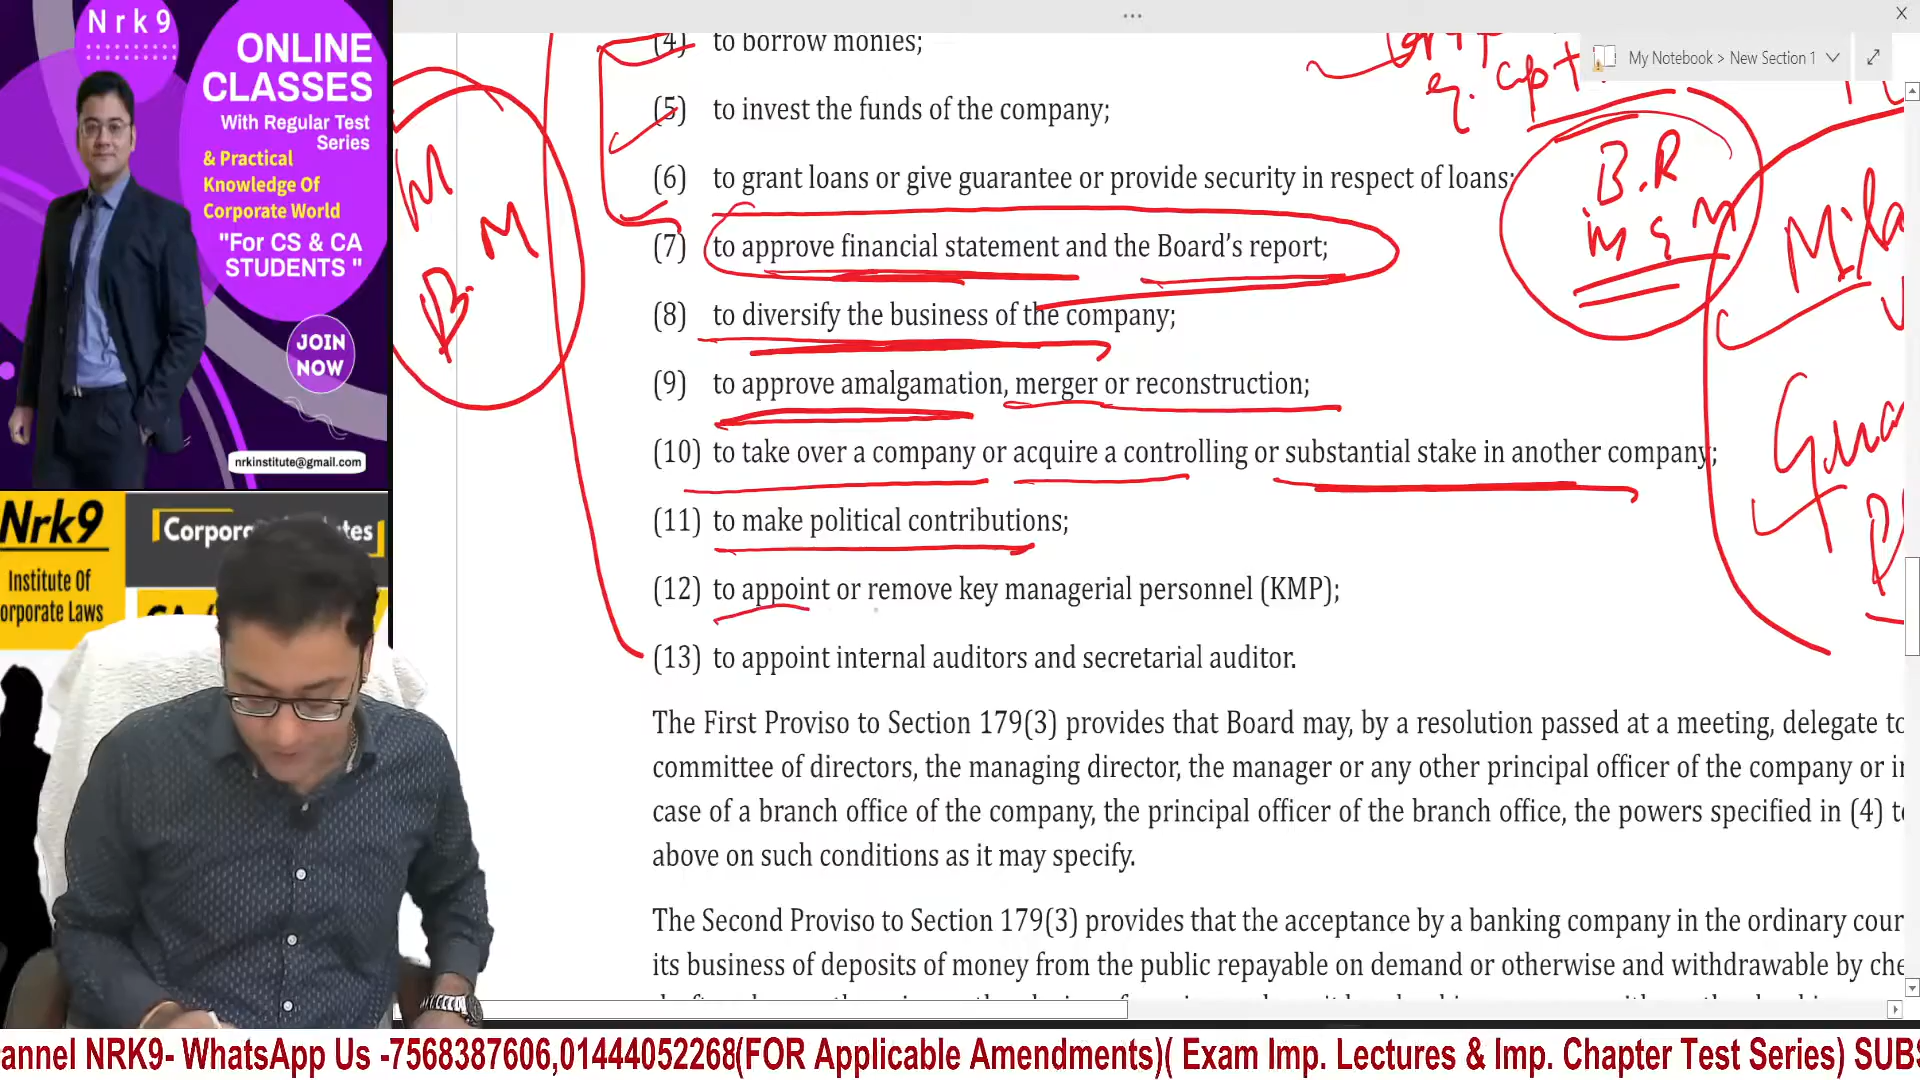 Nrk9
ONLINE
CLASSES
With Regular Test
Series
& Practical
Knowledge Of
Corporate World
"For CS & CA
STUDENTS "
JOIN
NOW
nrkinstitute@gmail.com
Nrk9
Institute Of
orporate Laws
Corpor
tes
My Notebook > New Section 1
(4) to borrow monies;
(5) to invest the funds of the company;
(6) to grant loans or give guarantee or provide security in respect of loans;
(7) to approve financial statement and the Board’s report;
(8) to diversify the business of the company;
(9) to approve amalgamation, merger or reconstruction;
(10) to take over a company or acquire a controlling or substantial stake in another company;
(11) to make political contributions;
(12) to appoint or remove key managerial personnel (KMP);
(13) to appoint internal auditors and secretarial auditor.
The First Proviso to Section 179(3) provides that Board may, by a resolution passed at a meeting, delegate to
committee of directors, the managing director, the manager or any other principal officer of the company or in
case of a branch office of the company, the principal officer of the branch office, the powers specified in (4) to
above on such conditions as it may specify.
The Second Proviso to Section 179(3) provides that the acceptance by a banking company in the ordinary cour
its business of deposits of money from the public repayable on demand or otherwise and withdrawable by che
M
M
B.
B.R
in G M
annel NRK9- WhatsApp Us -7568387606,01444052268(FOR Applicable Amendments)( Exam Imp. Lectures & Imp. Chapter Test Series) SUBS